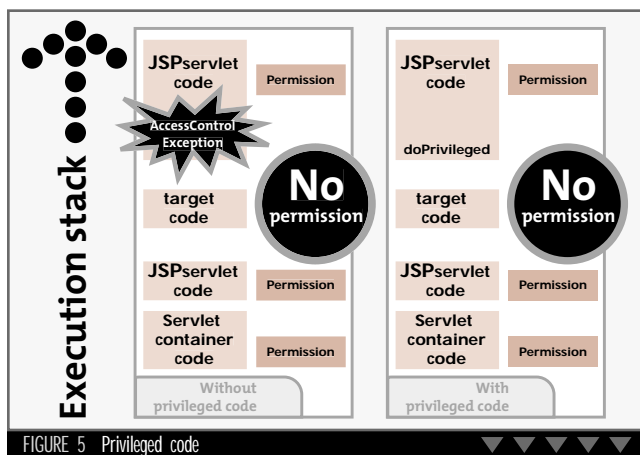 Execution stack
JSPservlet
code
Permission
AccessControl
Exception
target
code
No
permission
JSPservlet
code
Permission
Servlet
container
code
Permission
Without
privileged code
JSPservlet
code
Permission
doPrivileged
target
code
No
permission
JSPservlet
code
Permission
Servlet
container
code
Permission
With
privileged code
FIGURE 5 Privileged code